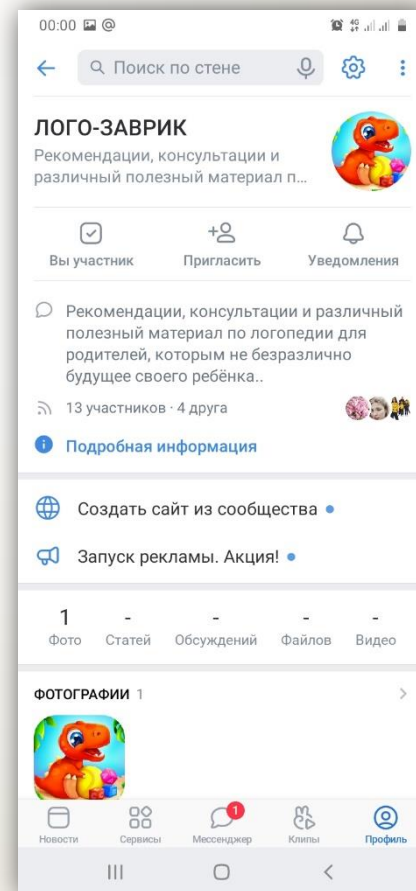 00:00
4G
Поиск по стене
ЛОГО-ЗАВРИК
Рекомендации, консультации и
различный полезный материал п...
Вы участник
Пригласить
Уведомления
Рекомендации, консультации и различный
полезный материал по логопедии для
родителей, которым не безразлично
будущее своего ребёнка..
13 участников · 4 друга
Подробная информация
Создать сайт из сообщества
Запуск рекламы. Акция!
1 - - - -
Фото Статей Обсуждений Файлов Видео
ФОТОГРАФИИ 1
1
Новости Сервисы Мессенджер Клипы Профиль